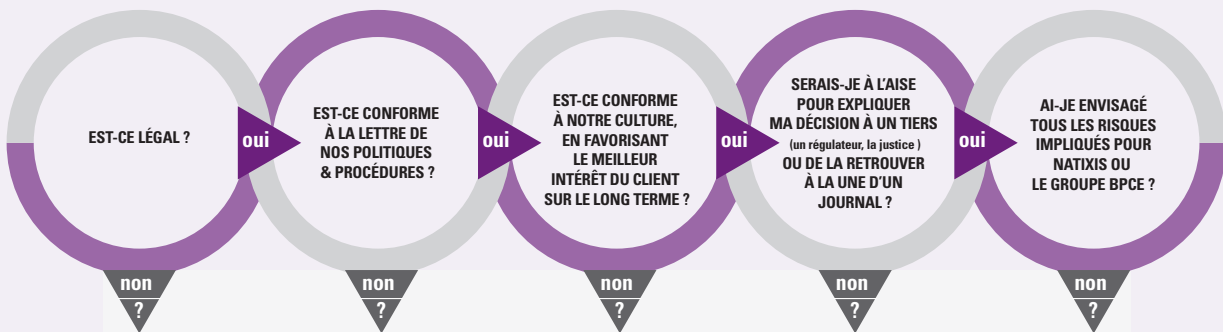 EST-CE LÉGAL ?
oui
EST-CE CONFORME
À LA LETTRE DE
NOS POLITIQUES
& PROCÉDURES ?
oui
EST-CE CONFORME
À NOTRE CULTURE,
EN FAVORISANT
LE MEILLEUR
INTÉRÊT DU CLIENT
SUR LE LONG TERME ?
oui
SERAIS-JE À L'AISE
POUR EXPLIQUER
MA DÉCISION À UN TIERS
(un régulateur, la justice )
OU DE LA RETROUVER
À LA UNE D'UN
JOURNAL ?
oui
AI-JE ENVISAGÉ
TOUS LES RISQUES
IMPLIQUÉS POUR
NATIXIS OU
LE GROUPE BPCE ?
non
?
non
?
non
?
non
?
non
?